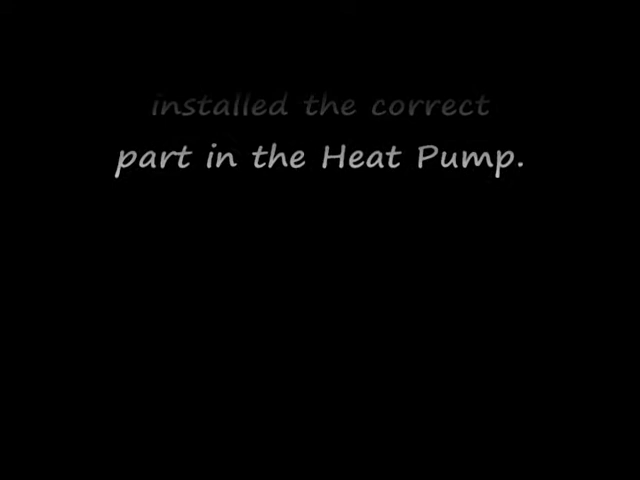 installed the correct
part in the Heat Pump.